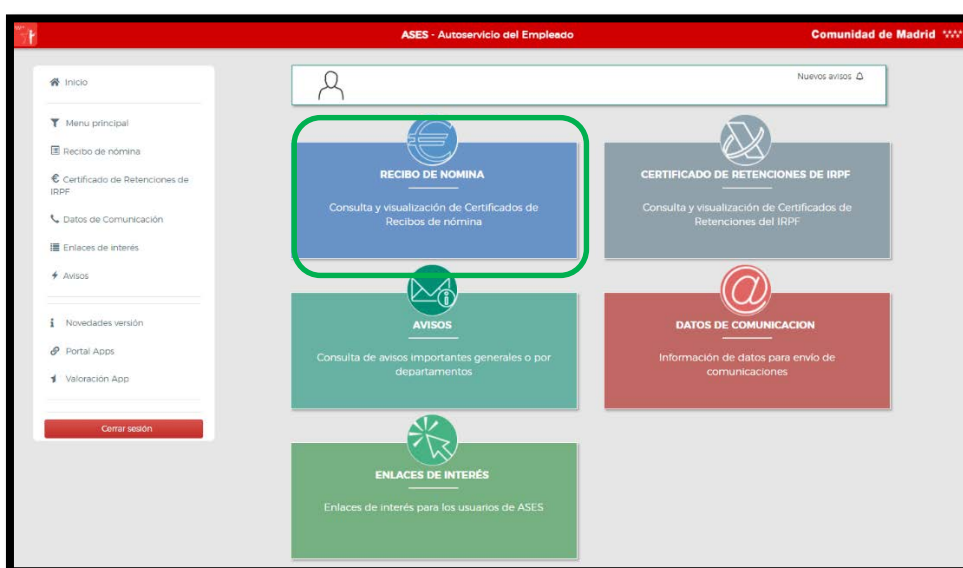 ASES - Autoservicio del Empleado
Comunidad de Madrid
Inicio
Menu principal
Recibo de nómina
Certificado de Retenciones de
IRPF
Datos de Comunicación
Enlaces de interés
Avisos
Novedades versión
Portal Apps
Valoración App
Cerrar sesión
Nuevos avisos
RECIBO DE NOMINA
Consulta y visualización de Certificados de
Recibos de nómina
CERTIFICADO DE RETENCIONES DE IRPF
Consulta y visualización de Certificados de
Retenciones del IRPF
AVISOS
Consulta de avisos importantes generales o por
departamentos
DATOS DE COMUNICACION
Información de datos para envío de
comunicaciones
ENLACES DE INTERÉS
Enlaces de interés para los usuarios de ASES